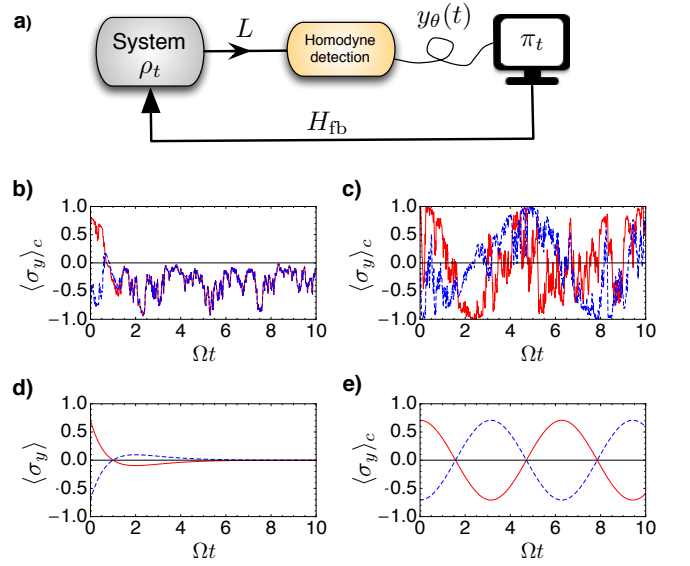 a)
System
ρ_t
L
Homodyne
detection
y_θ(t)
π_t
H_fb
b)
⟨σ_y⟩_c
1.0
0.5
0
-0.5
-1.0
0 2 4 6 8 10
Ωt
c)
⟨σ_y⟩_c
1.0
0.5
0
-0.5
-1.0
0 2 4 6 8 10
Ωt
d)
⟨σ_y⟩
1.0
0.5
0
-0.5
-1.0
0 2 4 6 8 10
Ωt
e)
⟨σ_y⟩_c
1.0
0.5
0
-0.5
-1.0
0 2 4 6 8 10
Ωt